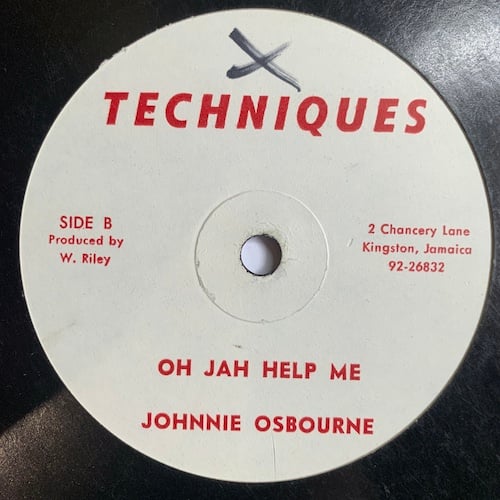 TECHNIQUES
SIDE B
Produced by
W. Riley
2 Chancery Lane
Kingston, Jamaica
92-26832
OH JAH HELP ME
JOHNNIE OSBOURNE